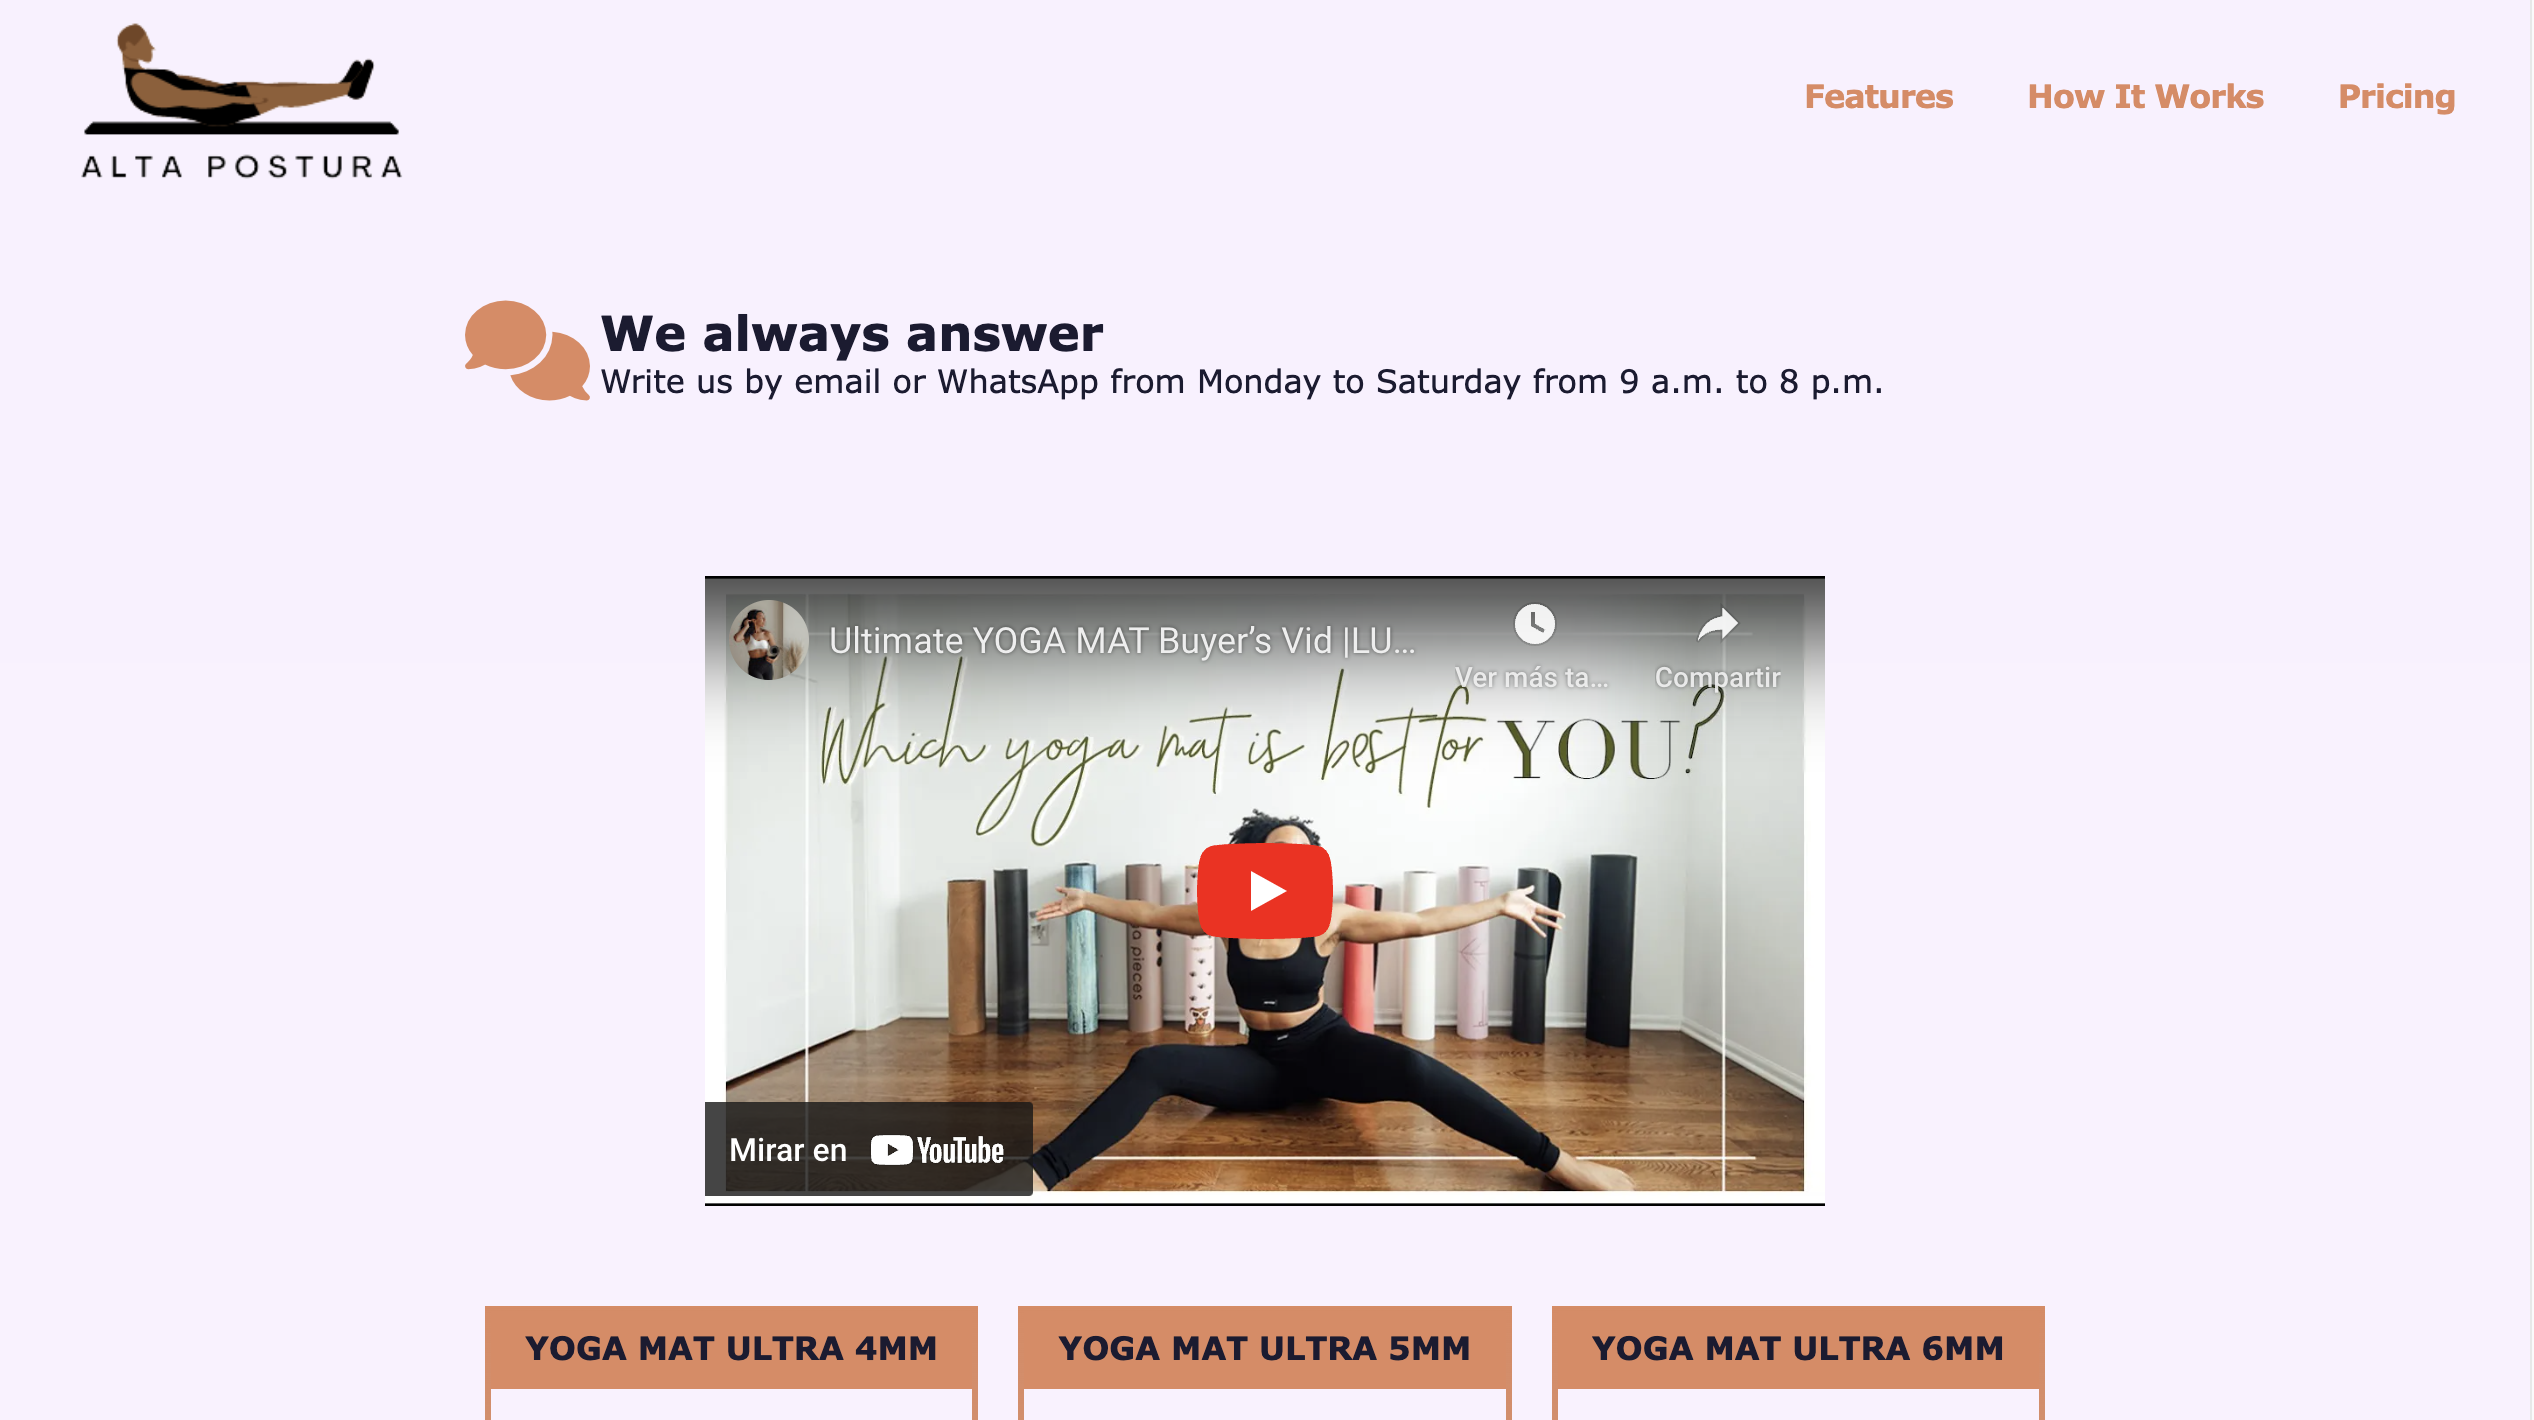 ALTA POSTURA
Features
How It Works
Pricing
We always answer
Write us by email or WhatsApp from Monday to Saturday from 9 a.m. to 8 p.m.
Ultimate YOGA MAT Buyer’s Vid |LU...
Ver más ta...
Compartir
Which yoga mat is best for YOU?
pieces
Mirar en YouTube
YOGA MAT ULTRA 4MM
YOGA MAT ULTRA 5MM
YOGA MAT ULTRA 6MM